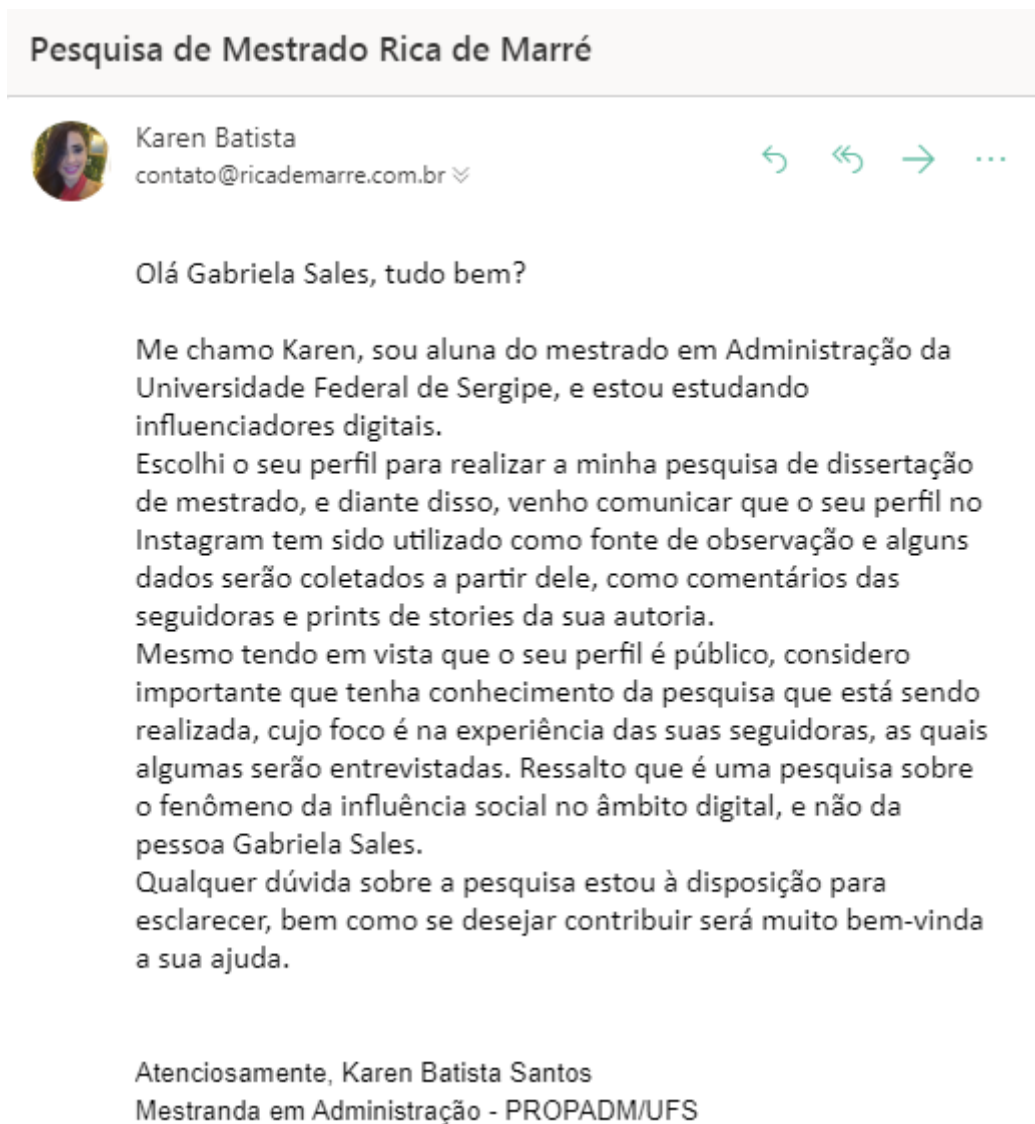 Pesquisa de Mestrado Rica de Marré
Karen Batista
contato@ricademarre.com.br
Olá Gabriela Sales, tudo bem?
Me chamo Karen, sou aluna do mestrado em Administração da
Universidade Federal de Sergipe, e estou estudando
influenciadores digitais.
Escolhi o seu perfil para realizar a minha pesquisa de dissertação
de mestrado, e diante disso, venho comunicar que o seu perfil no
Instagram tem sido utilizado como fonte de observação e alguns
dados serão coletados a partir dele, como comentários das
seguidoras e prints de stories da sua autoria.
Mesmo tendo em vista que o seu perfil é público, considero
importante que tenha conhecimento da pesquisa que está sendo
realizada, cujo foco é na experiência das suas seguidoras, as quais
algumas serão entrevistadas. Ressalto que é uma pesquisa sobre
o fenômeno da influência social no âmbito digital, e não da
pessoa Gabriela Sales.
Qualquer dúvida sobre a pesquisa estou à disposição para
esclarecer, bem como se desejar contribuir será muito bem-vinda
a sua ajuda.
Atenciosamente, Karen Batista Santos
Mestranda em Administração - PROPADM/UFS